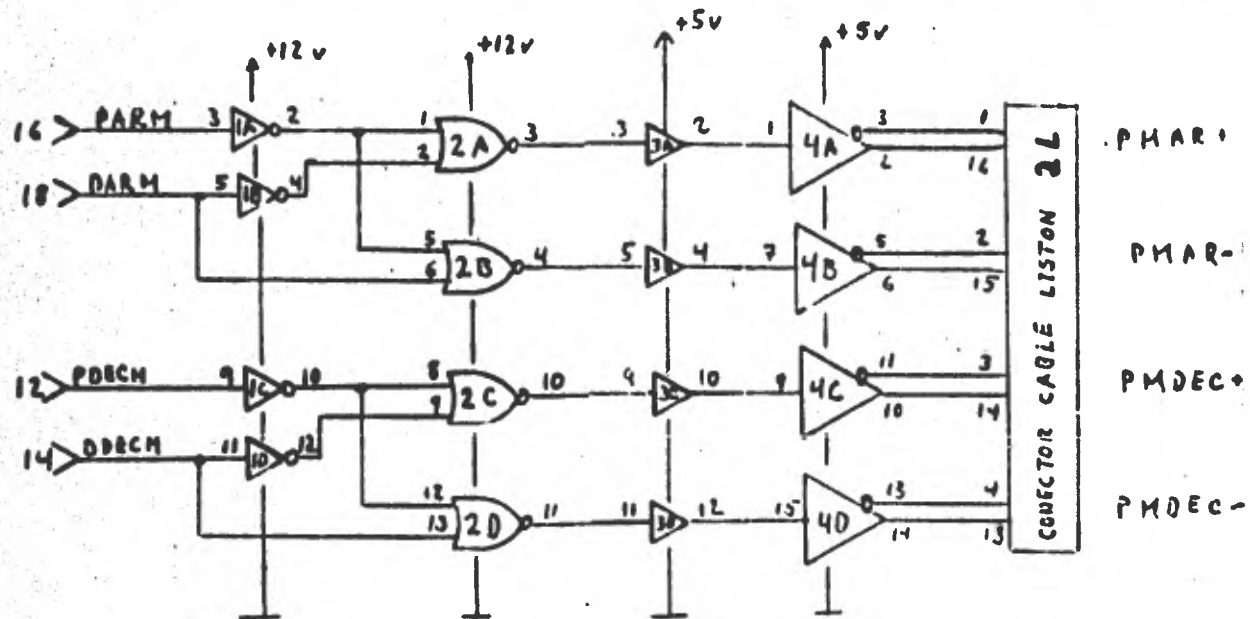 +12v +12v +5v +5v
16 PARM 3 1A 2 1 2A 3 3 3A 2 1 4A 3 1 PMAR+
2 2 16
18 DARM 5 1B 4
5 2B 4 5 3B 4 7 4B 5 2 PMAR-
6 6 15
CONECTOR CABLE LISTON 2L
12 PDECM 9 1C 10 8 2C 10 9 3C 10 9 4C 11 3 PMDEC+
9 10 14
14 DDECM 11 1D 12
12 2D 11 11 3D 12 15 4D 13 4 PMDEC-
13 14 13